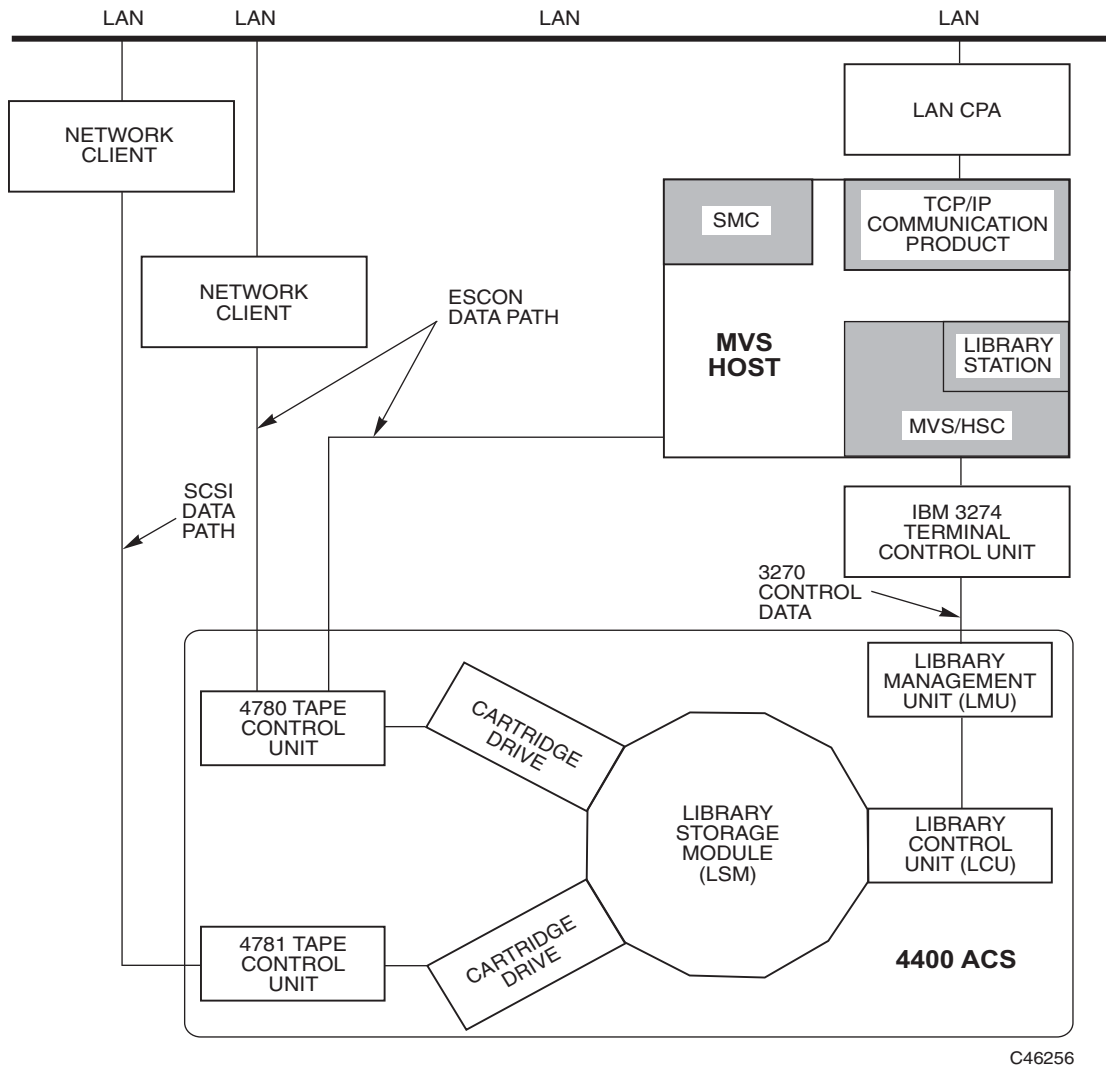 LAN
LAN
LAN
LAN
NETWORK
CLIENT
LAN CPA
SMC
TCP/IP
COMMUNICATION
PRODUCT
NETWORK
CLIENT
ESCON
DATA PATH
MVS
HOST
LIBRARY
STATION
MVS/HSC
SCSI
DATA
PATH
IBM 3274
TERMINAL
CONTROL UNIT
3270
CONTROL
DATA
LIBRARY
MANAGEMENT
UNIT (LMU)
4780 TAPE
CONTROL
UNIT
CARTRIDGE
DRIVE
LIBRARY
STORAGE
MODULE
(LSM)
LIBRARY
CONTROL
UNIT (LCU)
4781 TAPE
CONTROL
UNIT
CARTRIDGE
DRIVE
4400 ACS
C46256